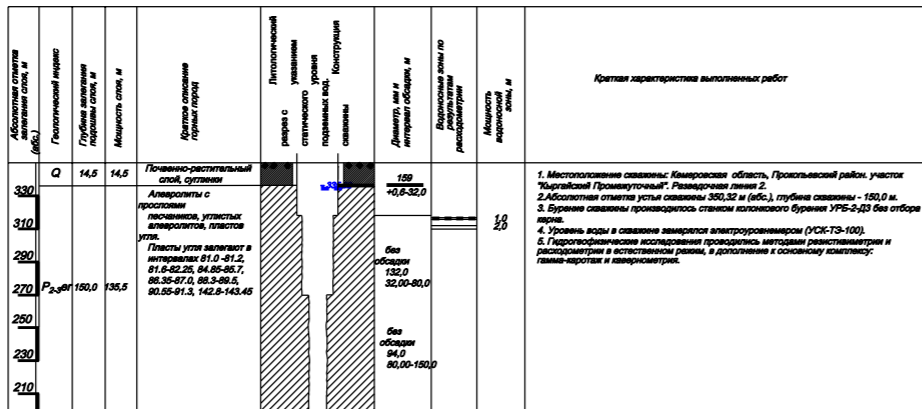 Абсолютная отметка
залегания слоя, м
(абс.)
Геологический индекс
Глубина залегания
подошвы слоя, м
Мощность слоя, м
Краткое описание
горных пород
Литологический
разрез с
указанием
статического уровня
подземных вод.
Конструкция
скважины
Диаметр, мм и
интервал обсадки, м
Водоносные зоны по
результатам
расходометрии
Мощность
водоносной
зоны, м
Краткая характеристика выполненных работ
Q
14,5
14,5
Почвенно-растительный
слой, суглинки
159
+0,6-32,0
330
310
290
270
250
230
210
Алевролиты с
прослоями
песчаников, углистых
алевролитов, пластов
угля.
Пласты угля залегают в
интервалах 81.0 -81.2,
81.6-82.25, 84.85-85.7,
86.35-87.0, 88.3-89.5,
90.55-91.3, 142.8-143.45
P2-3er
150,0
135,5
без
обсадки
132,0
32,00-80,0
без
обсадки
94,0
80,00-150,0
1,0
2,0
1. Местоположение скважины: Кемеровская область, Прокопьевский район. участок
"Кыргайский Промежуточный". Разведочная линия 2.
2.Абсолютная отметка устья скважины 350,32 м (абс.), глубина скважины - 150,0 м.
3. Бурение скважины производилось станком колонкового бурения УРБ-2-ДЗ без отбора
керна.
4. Уровень воды в скважине замерялся электроуровнемером (УСК-ТЭ-100).
5. Гидрогеофизические исследования проводились методами резистивиметрии и
расходометрии в естественном режим, в дополнение к основному комплексу:
гамма-каротаж и кавернометрия.